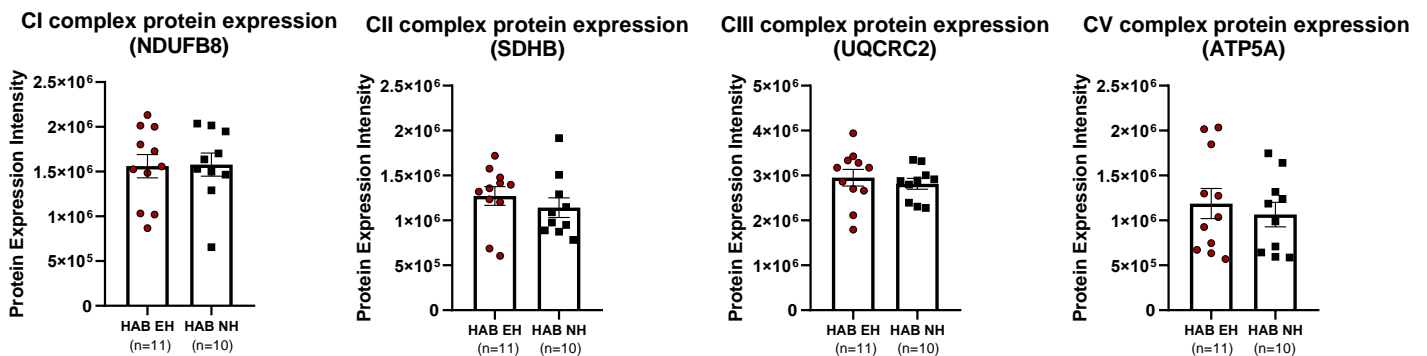 CI complex protein expression
(NDUFB8)
Protein Expression Intensity
2.5×10⁶
2×10⁶
1.5×10⁶
1×10⁶
5×10⁵
0
HAB EH HAB NH
(n=11) (n=10)
CII complex protein expression
(SDHB)
Protein Expression Intensity
2.5×10⁶
2×10⁶
1.5×10⁶
1×10⁶
5×10⁵
0
HAB EH HAB NH
(n=11) (n=10)
CIII complex protein expression
(UQCRC2)
Protein Expression Intensity
5×10⁶
4×10⁶
3×10⁶
2×10⁶
1×10⁶
0
HAB EH HAB NH
(n=11) (n=10)
CV complex protein expression
(ATP5A)
Protein Expression Intensity
2.5×10⁶
2×10⁶
1.5×10⁶
1×10⁶
5×10⁵
0
HAB EH HAB NH
(n=11) (n=10)